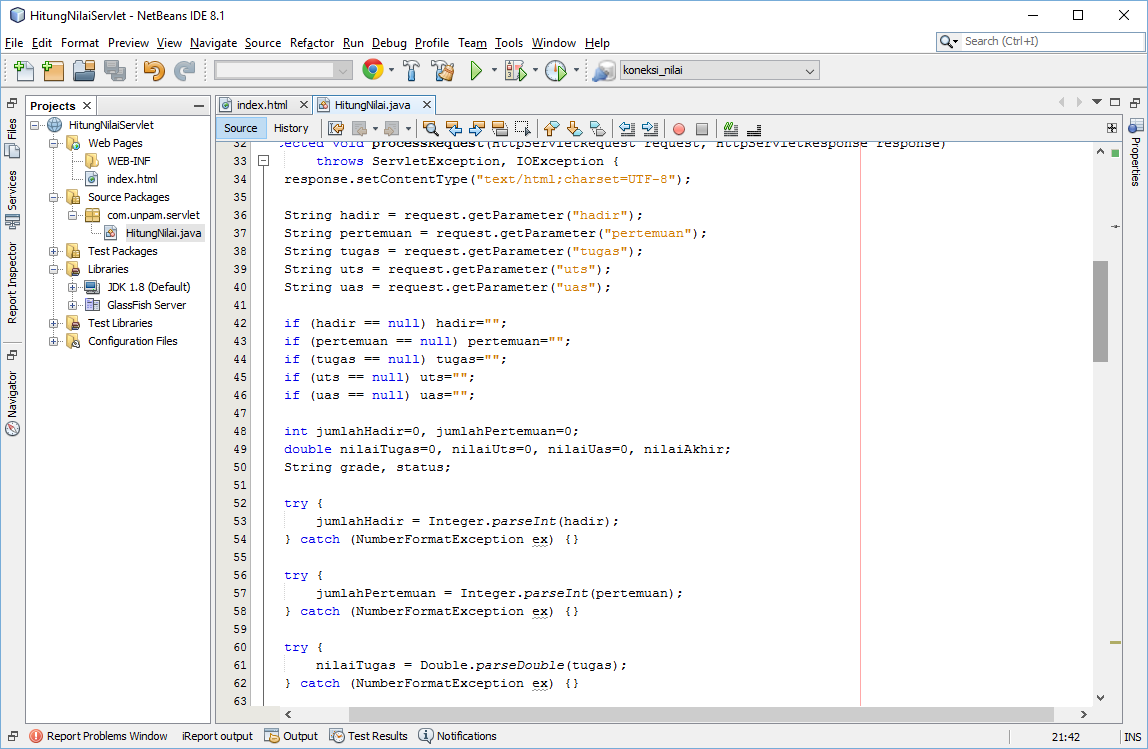 HitungNilaiServlet - NetBeans IDE 8.1
File Edit Format Preview View Navigate Source Refactor Run Debug Profile Team Tools Window Help
Search (Ctrl+I)
koneksi_nilai
Files
Services
Report Inspector
Navigator
Projects
HitungNilaiServlet
Web Pages
WEB-INF
index.html
Source Packages
com.unpam.servlet
HitungNilai.java
Test Packages
Libraries
JDK 1.8 (Default)
GlassFish Server
Test Libraries
Configuration Files
index.html HitungNilai.java
Source History
32 ected void processRequest(HttpServletRequest request, HttpServletResponse response)
33 throws ServletException, IOException {
34 response.setContentType("text/html;charset=UTF-8");
35
36 String hadir = request.getParameter("hadir");
37 String pertemuan = request.getParameter("pertemuan");
38 String tugas = request.getParameter("tugas");
39 String uts = request.getParameter("uts");
40 String uas = request.getParameter("uas");
41
42 if (hadir == null) hadir="";
43 if (pertemuan == null) pertemuan="";
44 if (tugas == null) tugas="";
45 if (uts == null) uts="";
46 if (uas == null) uas="";
47
48 int jumlahHadir=0, jumlahPertemuan=0;
49 double nilaiTugas=0, nilaiUts=0, nilaiUas=0, nilaiAkhir;
50 String grade, status;
51
52 try {
53 jumlahHadir = Integer.parseInt(hadir);
54 } catch (NumberFormatException ex) {}
55
56 try {
57 jumlahPertemuan = Integer.parseInt(pertemuan);
58 } catch (NumberFormatException ex) {}
59
60 try {
61 nilaiTugas = Double.parseDouble(tugas);
62 } catch (NumberFormatException ex) {}
63
Properties
Report Problems Window iReport output Output Test Results Notifications
21:42 INS